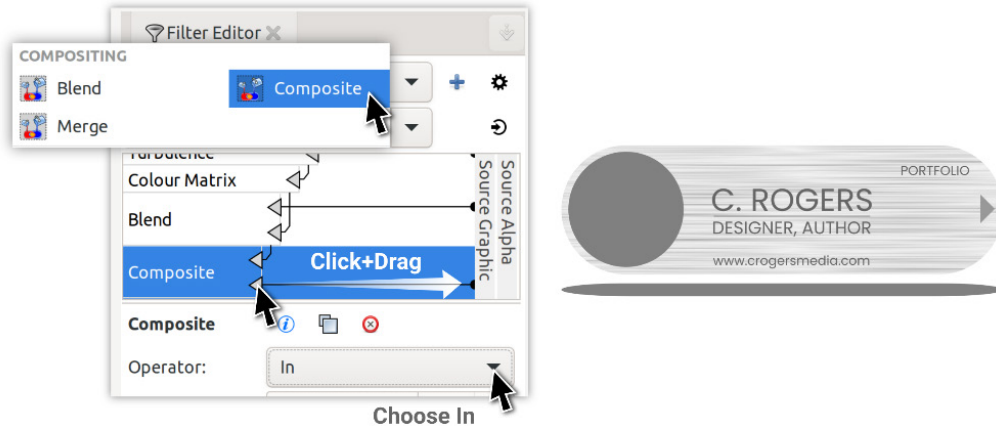 Filter Editor
COMPOSITING
Blend
Composite
Merge
Turbulence
Colour Matrix
Blend
Composite
Click+Drag
Source Graphic
Source Alpha
Composite
Operator:
In
Choose In
PORTFOLIO
C. ROGERS
DESIGNER, AUTHOR
www.crogersmedia.com